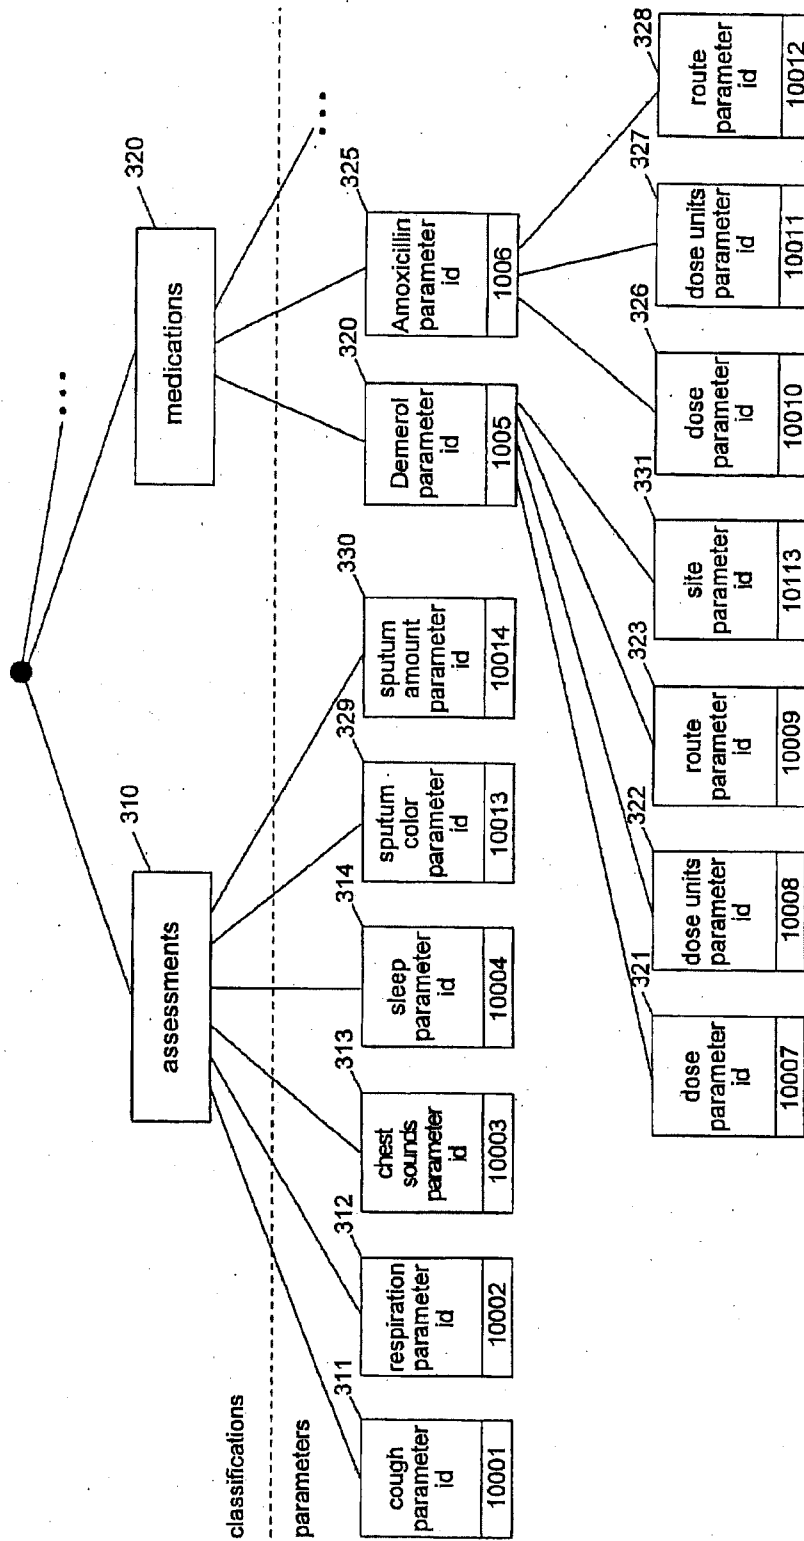 320
310
assessments
medications
classifications
parameters
311
cough
parameter
id
10001
312
respiration
parameter
id
10002
313
chest
sounds
parameter
id
10003
314
sleep
parameter
id
10004
329
sputum
color
parameter
id
10013
330
sputum
amount
parameter
id
10014
320
Demerol
parameter
id
1005
325
Amoxicillin
parameter
id
1006
321
dose
parameter
id
10007
322
dose units
parameter
id
10008
323
route
parameter
id
10009
331
site
parameter
id
10113
326
dose
parameter
id
10010
327
dose units
parameter
id
10011
328
route
parameter
id
10012